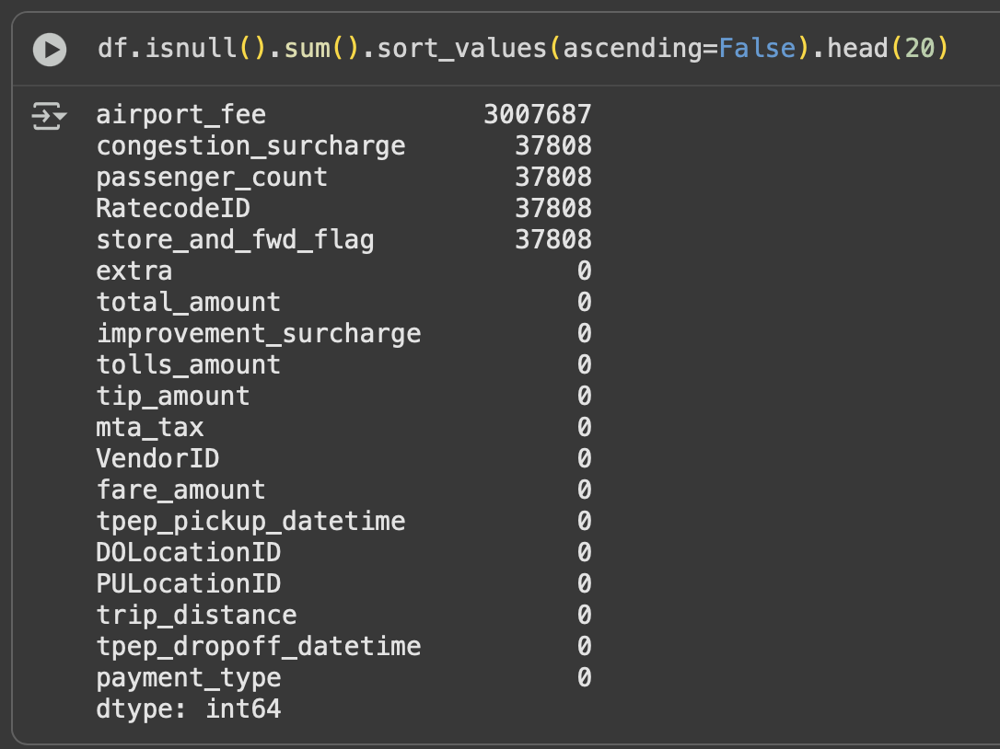 df.isnull().sum().sort_values(ascending=False).head(20)
airport_fee 3007687
congestion_surcharge 37808
passenger_count 37808
RatecodeID 37808
store_and_fwd_flag 37808
extra 0
total_amount 0
improvement_surcharge 0
tolls_amount 0
tip_amount 0
mta_tax 0
VendorID 0
fare_amount 0
tpep_pickup_datetime 0
DOLocationID 0
PULocationID 0
trip_distance 0
tpep_dropoff_datetime 0
payment_type 0
dtype: int64